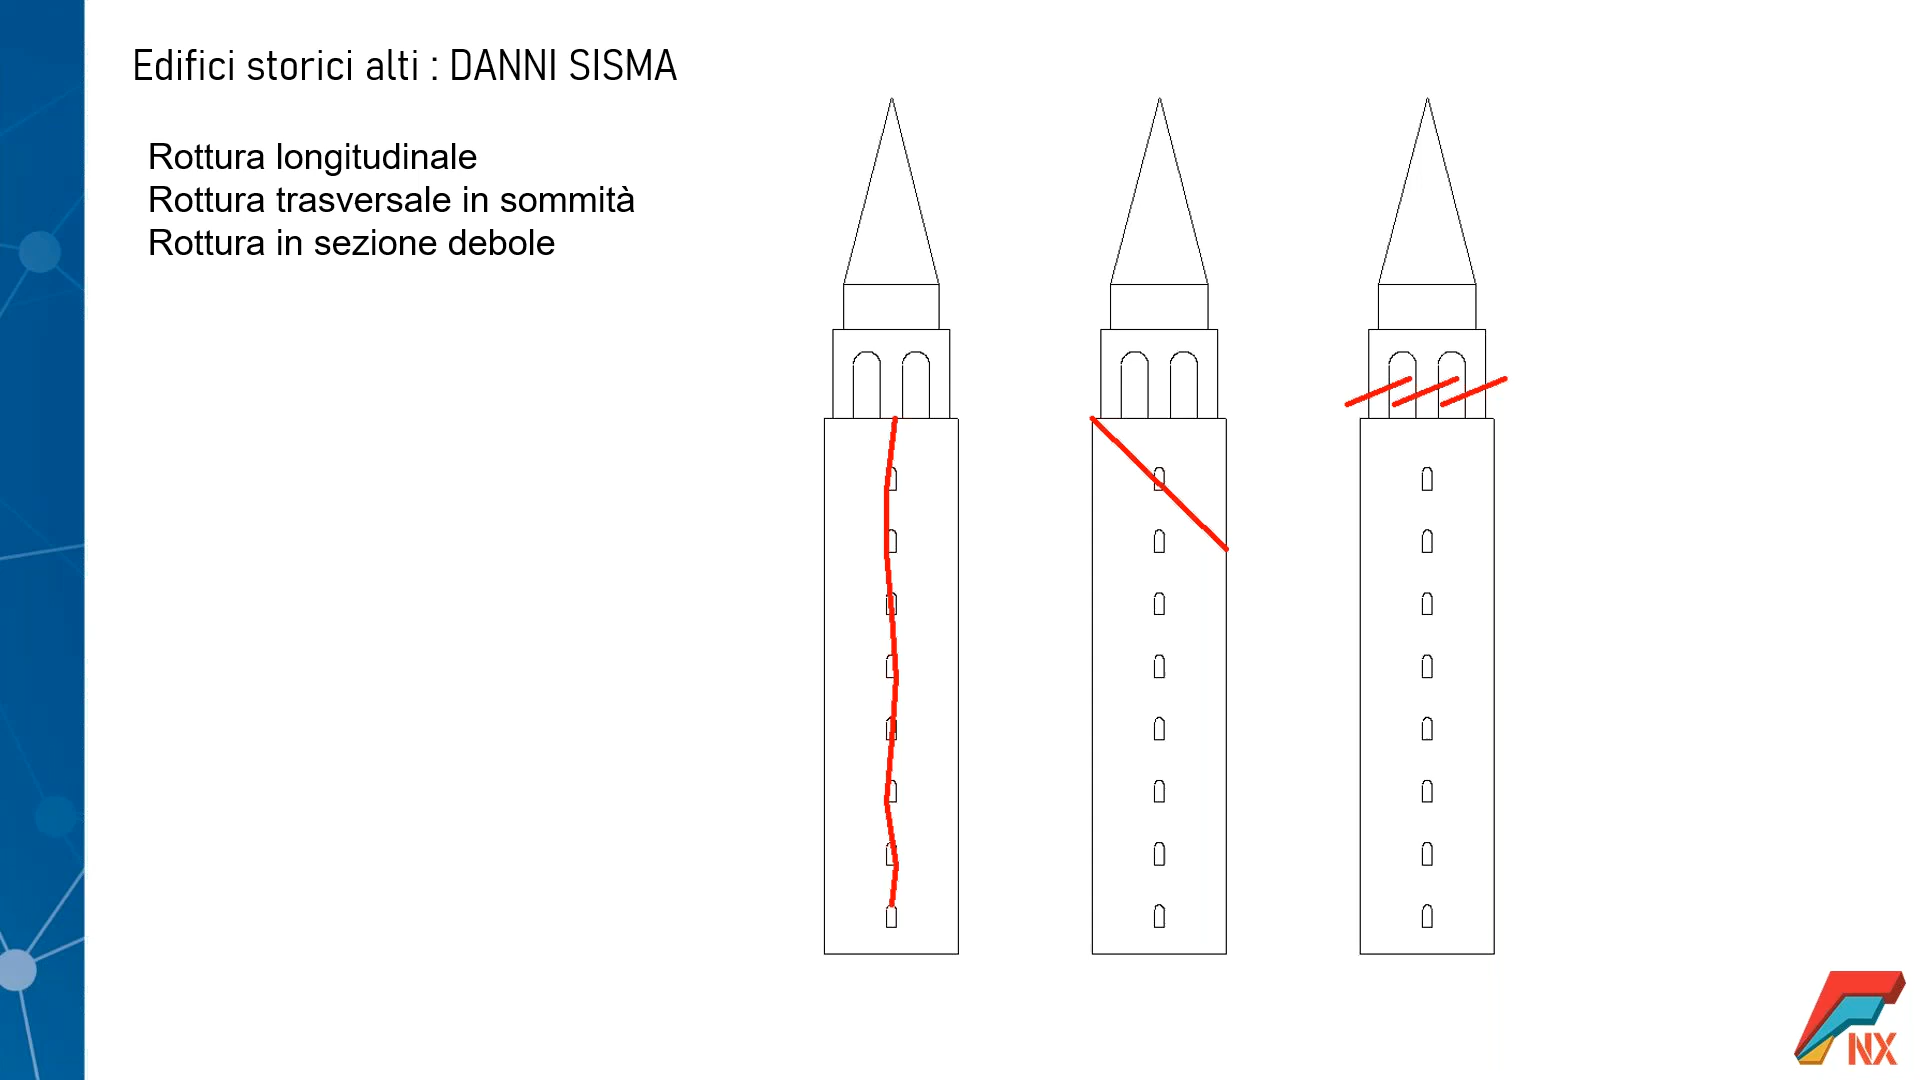 Edifici storici alti : DANNI SISMA
Rottura longitudinale
Rottura trasversale in sommità
Rottura in sezione debole
NX